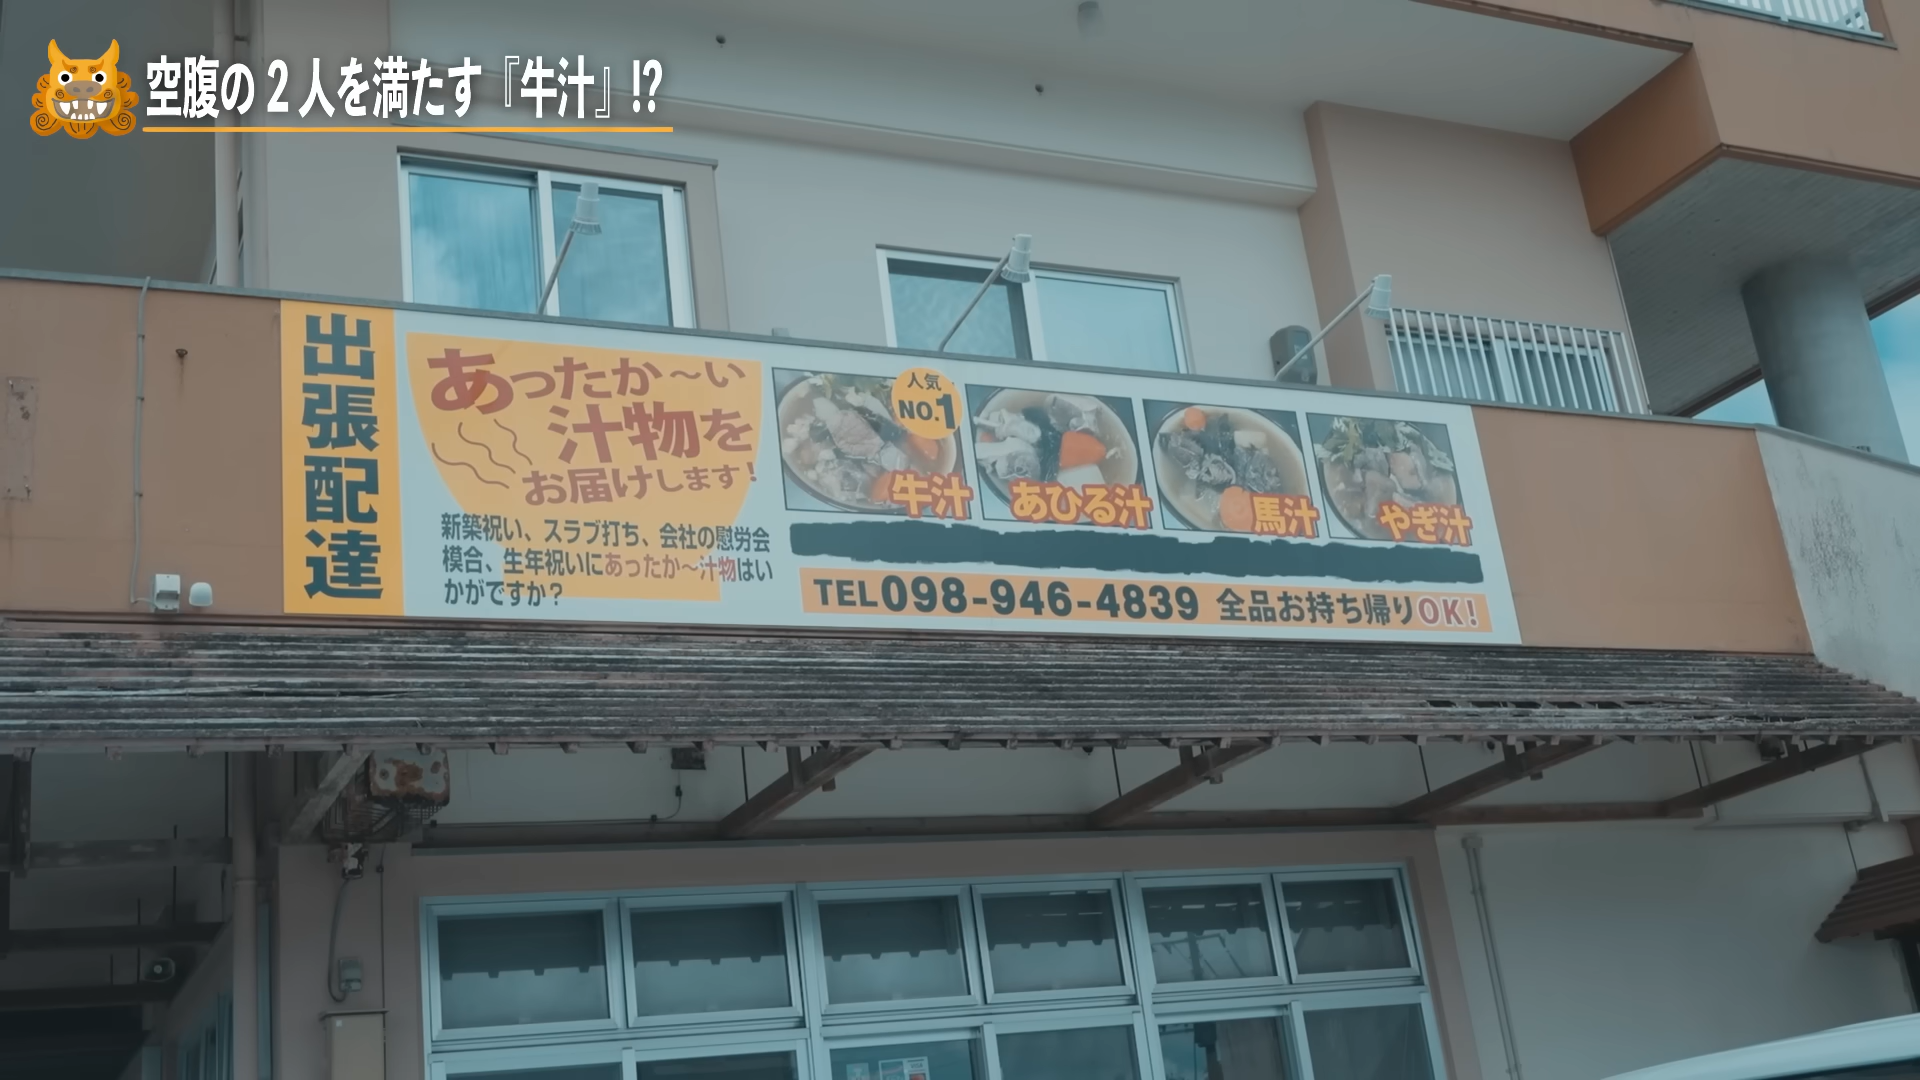 空腹の２人を満たす『牛汁』!?
出張配達
あったか～い
汁物を
お届けします!
新築祝い、スラブ打ち、会社の慰労会
模合、生年祝いにあったか～汁物はい
かがですか？
人気
NO.1
牛汁
あひる汁
馬汁
やぎ汁
TEL098-946-4839 全品お持ち帰りOK!